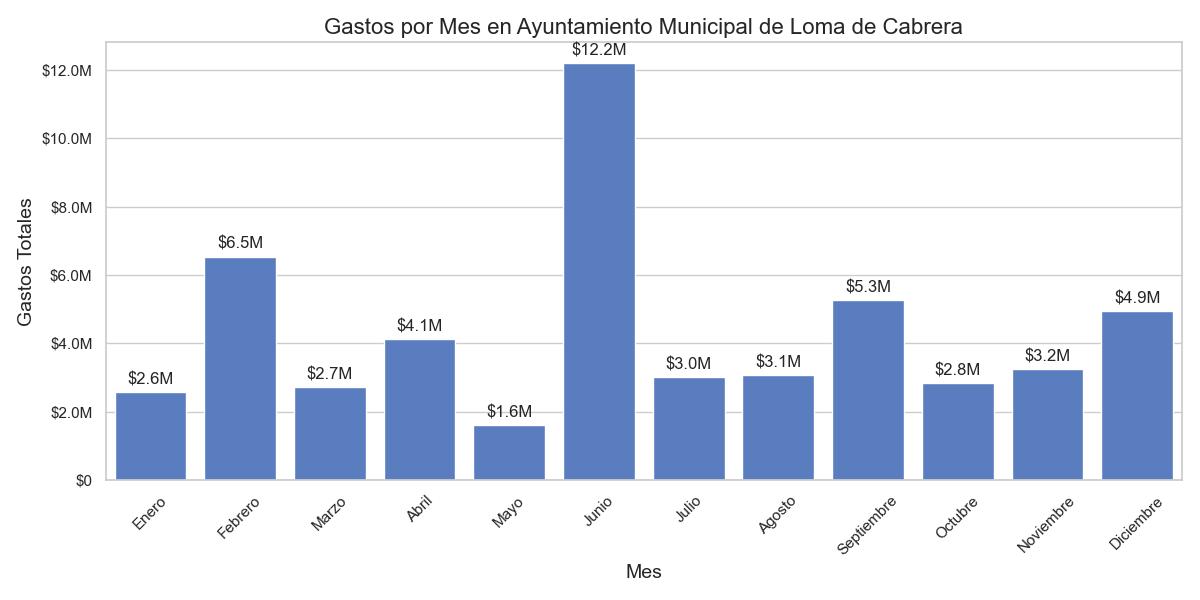 Gastos por Mes en Ayuntamiento Municipal de Loma de Cabrera
Gastos Totales
$12.0M
$10.0M
$8.0M
$6.0M
$4.0M
$2.0M
$0
$2.6M
$6.5M
$2.7M
$4.1M
$1.6M
$12.2M
$3.0M
$3.1M
$5.3M
$2.8M
$3.2M
$4.9M
Enero
Febrero
Marzo
Abril
Mayo
Junio
Julio
Agosto
Septiembre
Octubre
Noviembre
Diciembre
Mes